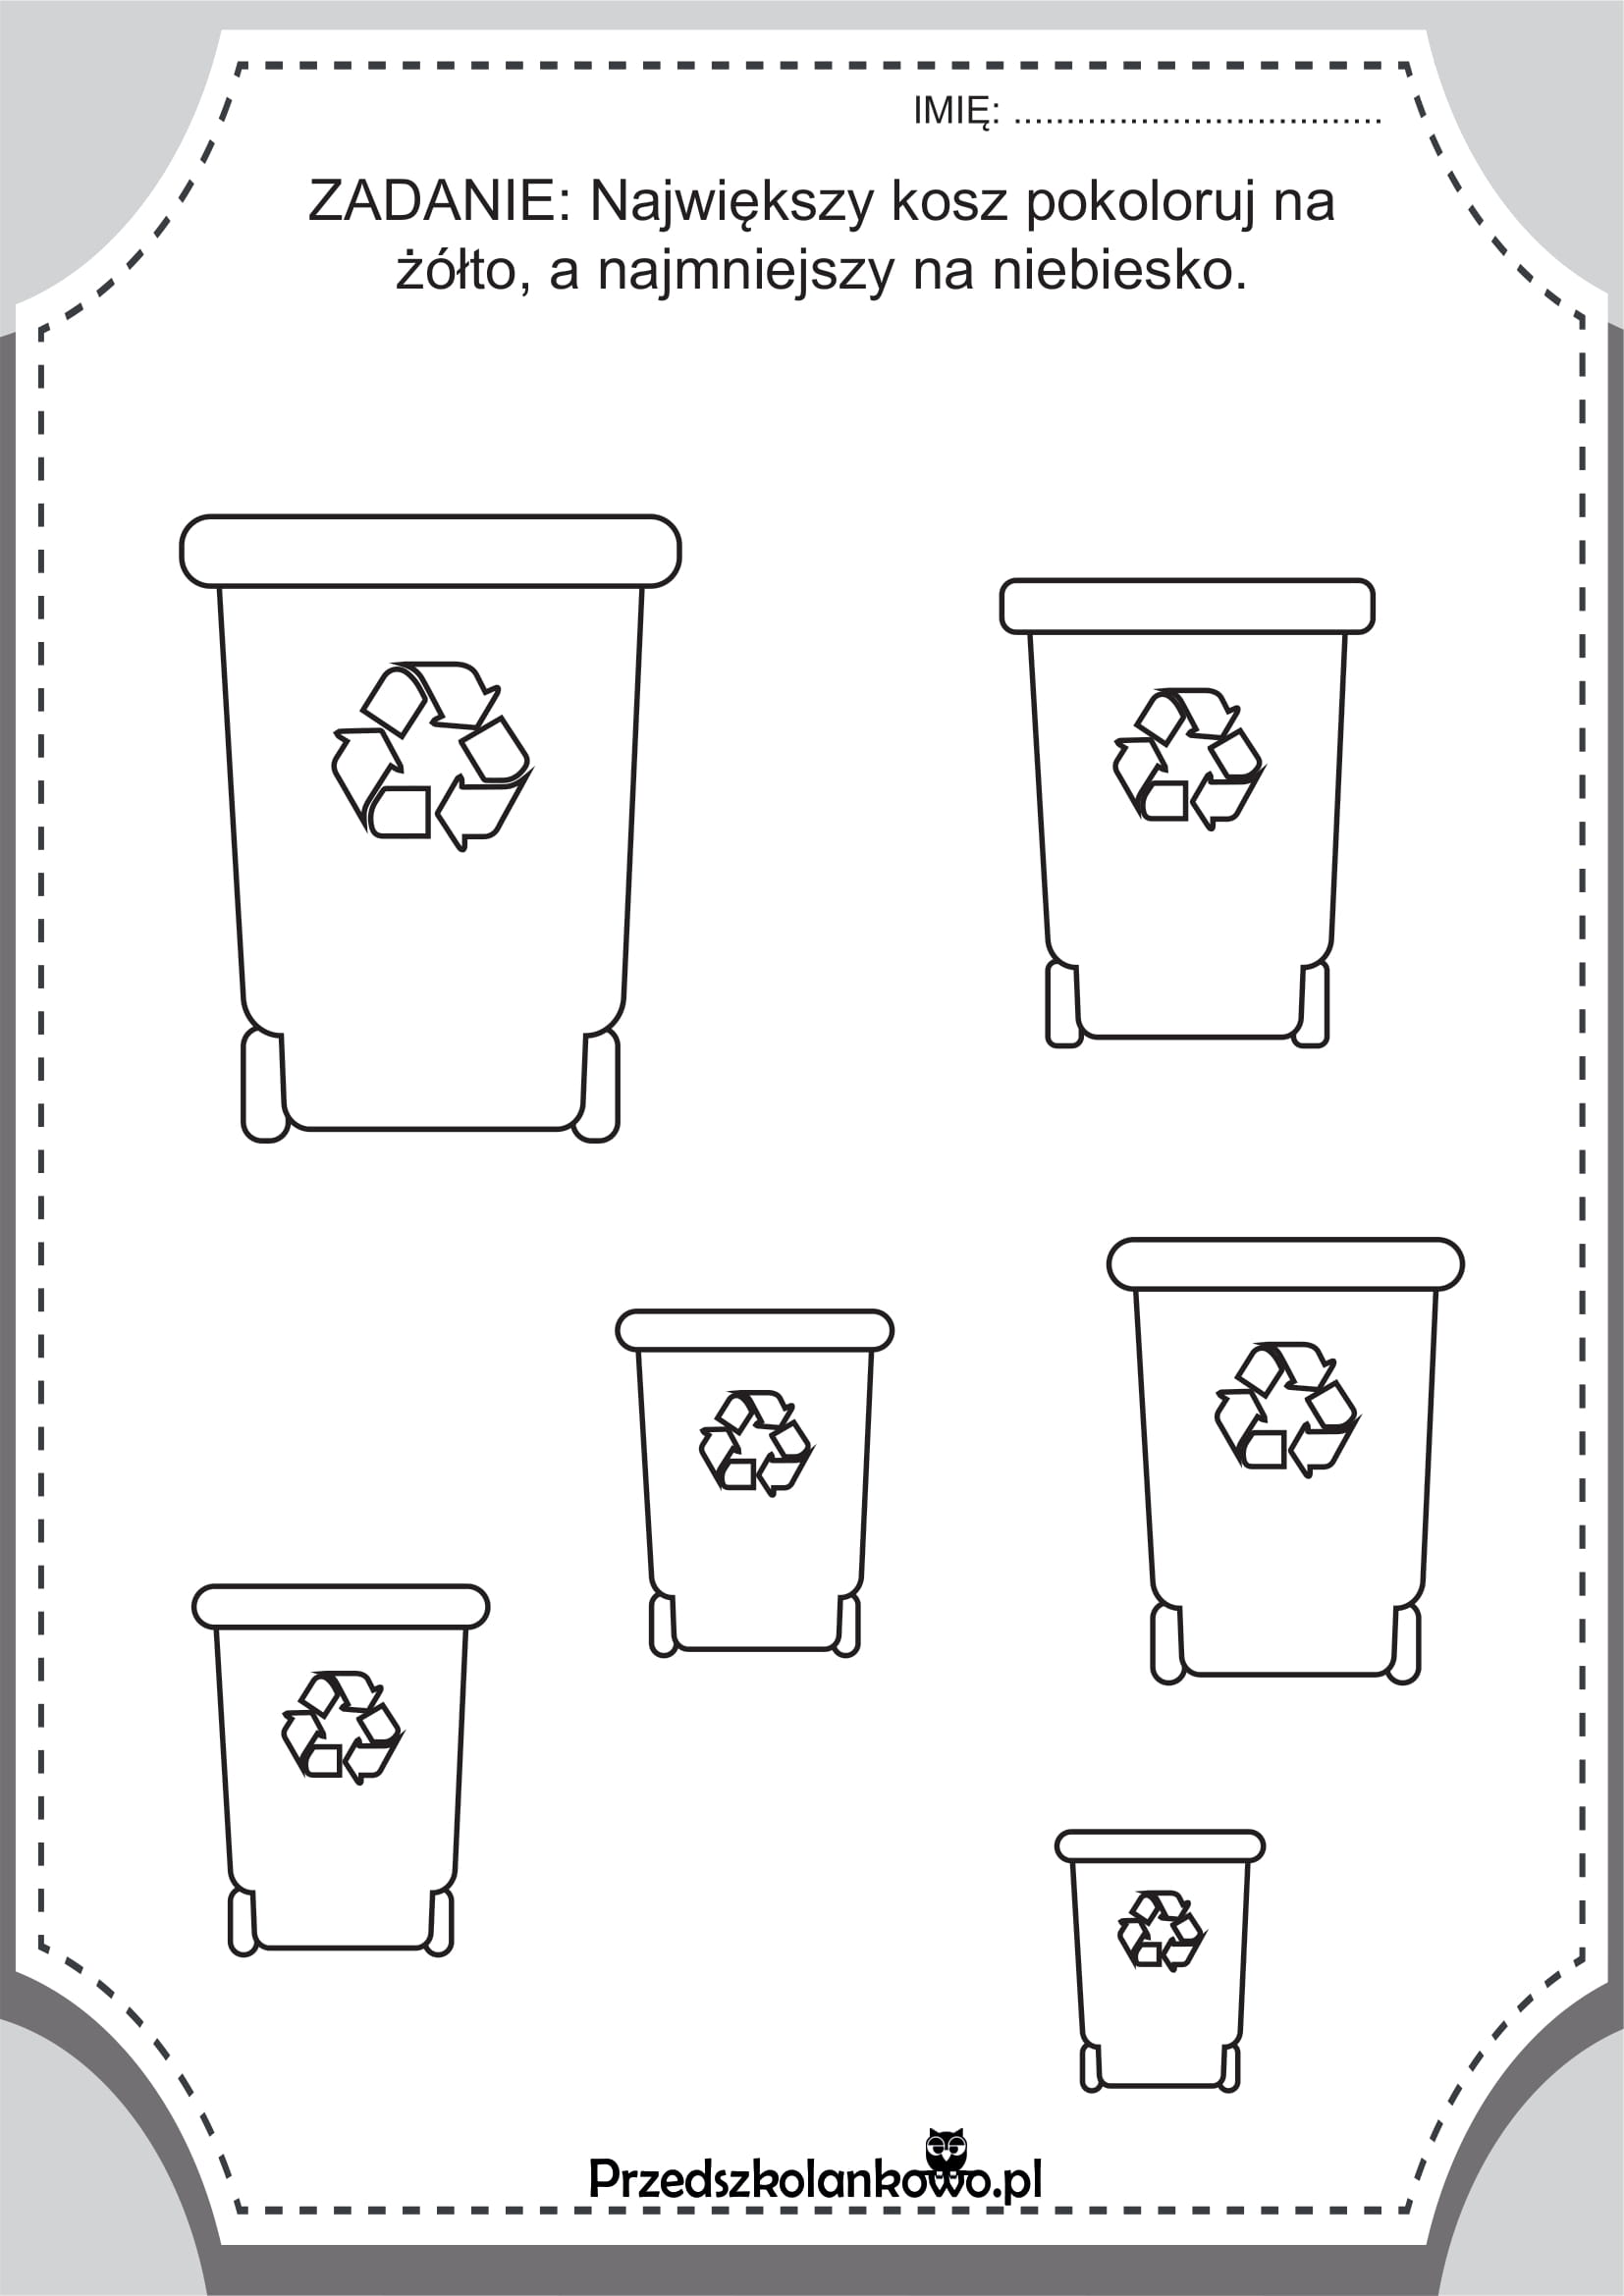 IMIĘ: ...................................
ZADANIE: Największy kosz pokoloruj na
żółto, a najmniejszy na niebiesko.
Przedszkolankowo.pl